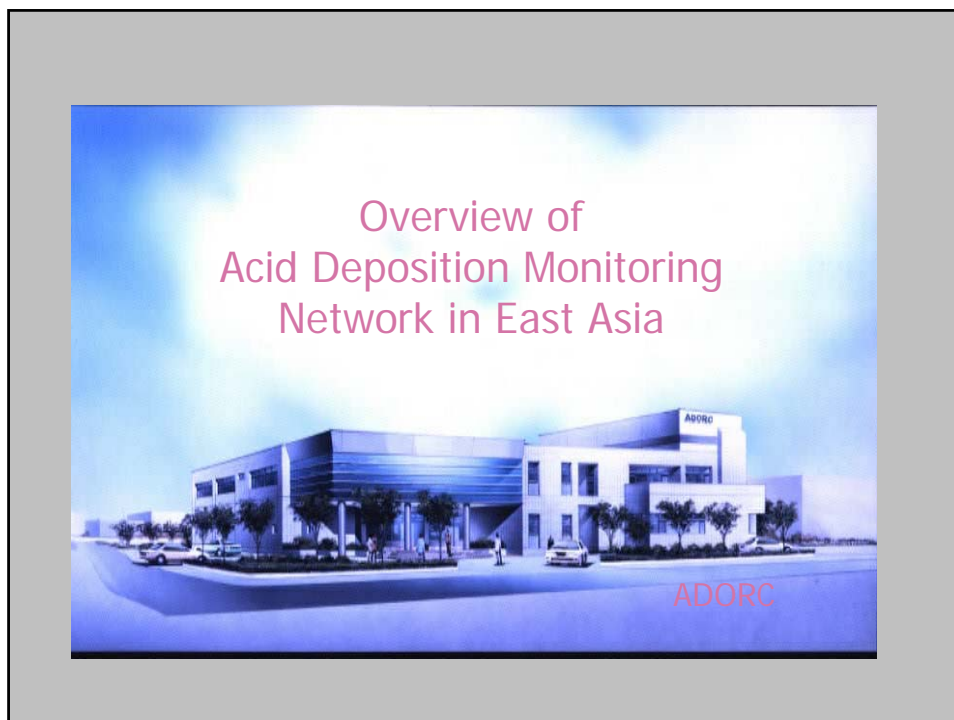 Overview of
Acid Deposition Monitoring
Network in East Asia
ADORC
ADORC